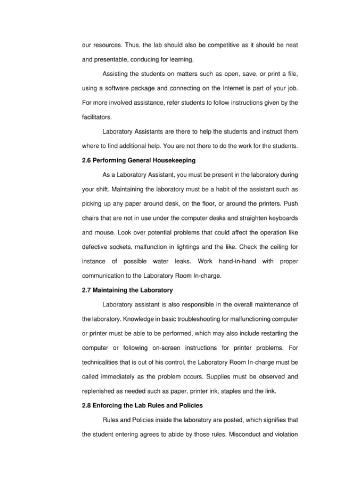 our resources. Thus, the lab should also be competitive as it should be neat
and presentable, conducing for learning.
Assisting the students on matters such as open, save, or print a file,
using a software package and connecting on the Internet is part of your job.
For more involved assistance, refer students to follow instructions given by the
facilitators.
Laboratory Assistants are there to help the students and instruct them
where to find additional help. You are not there to do the work for the students.
2.6 Performing General Housekeeping
As a Laboratory Assistant, you must be present in the laboratory during
your shift. Maintaining the laboratory must be a habit of the assistant such as
picking up any paper around desk, on the floor, or around the printers. Push
chairs that are not in use under the computer desks and straighten keyboards
and mouse. Look over potential problems that could affect the operation like
defective sockets, malfunction in lightings and the like. Check the ceiling for
instance of possible water leaks. Work hand-in-hand with proper
communication to the Laboratory Room In-charge.
2.7 Maintaining the Laboratory
Laboratory assistant is also responsible in the overall maintenance of
the laboratory. Knowledge in basic troubleshooting for malfunctioning computer
or printer must be able to be performed, which may also include restarting the
computer or following on-screen instructions for printer problems. For
technicalities that is out of his control, the Laboratory Room In-charge must be
called immediately as the problem occurs. Supplies must be observed and
replenished as needed such as paper, printer ink, staples and the link.
2.8 Enforcing the Lab Rules and Policies
Rules and Policies inside the laboratory are posted, which signifies that
the student entering agrees to abide by those rules. Misconduct and violation